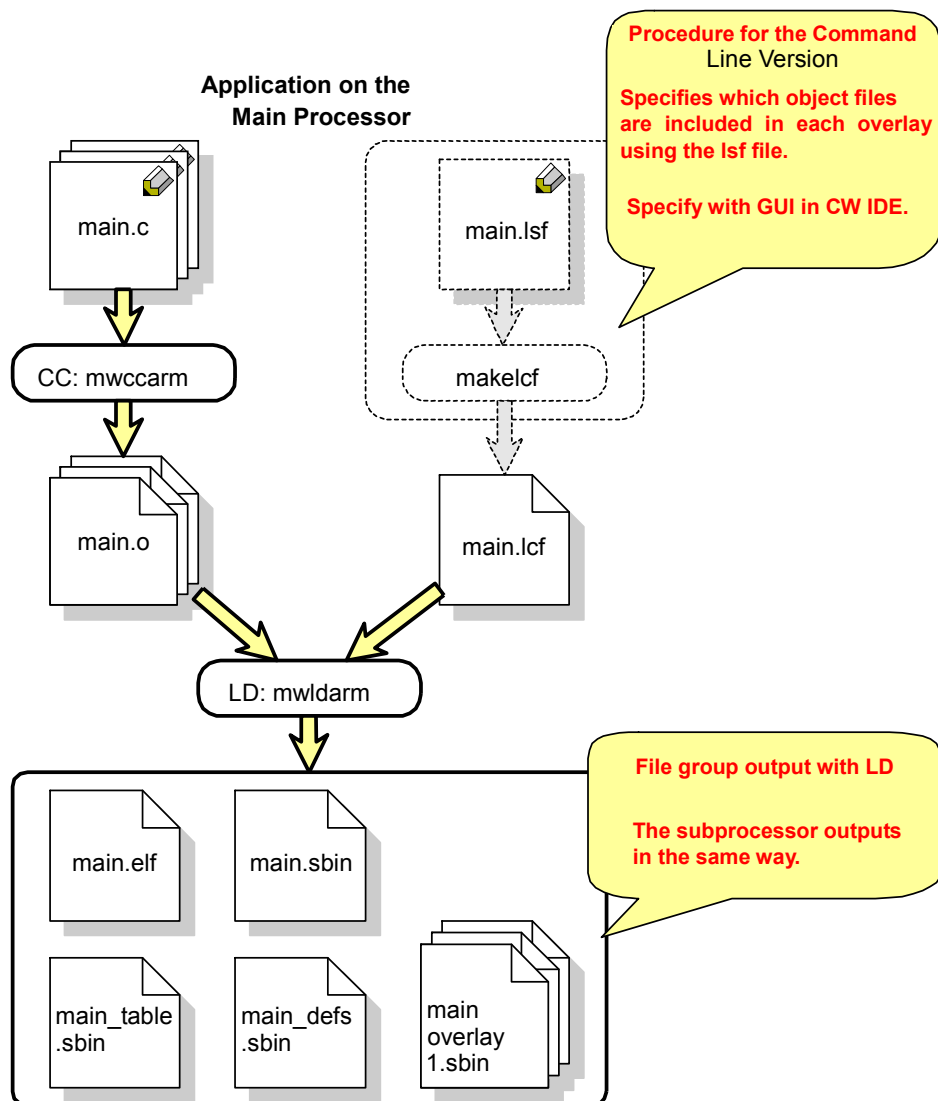 Procedure for the Command
Line Version
Specifies which object files
are included in each overlay
using the lsf file.
Specify with GUI in CW IDE.
Application on the
Main Processor
main.c
main.lsf
CC: mwccarm
makelcf
main.o
main.lcf
LD: mwldarm
File group output with LD
The subprocessor outputs
in the same way.
main.elf
main.sbin
main_table
.sbin
main_defs
.sbin
main
overlay
1.sbin